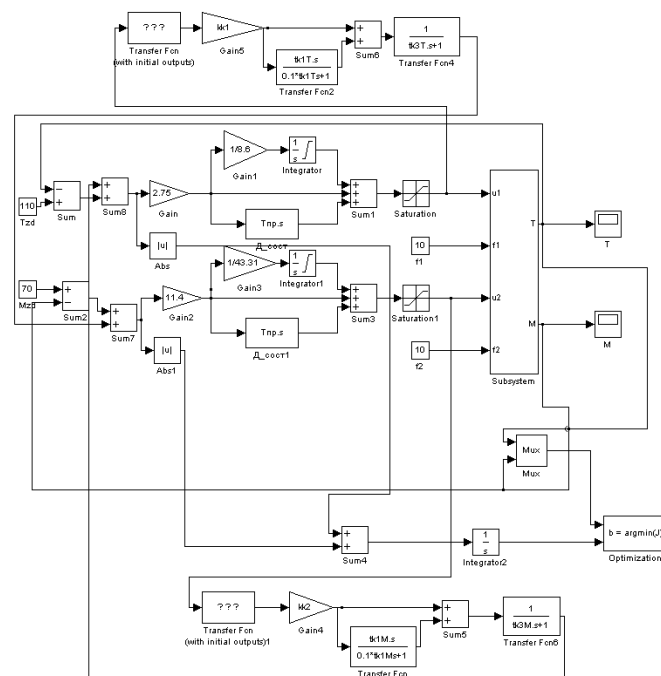 ? ? ?
Transfer Fcn
(with initial outputs)
kk1
Gain5
tk1T.s
0.1*tk1Ts+1
Transfer Fcn2
+
+
Sum6
1
tk3T.s+1
Transfer Fcn4
110
Tzd
−
+
Sum
+
+
Sum8
2.75
Gain
1/8.6
Gain1
1
s
Integrator
Tпр.s
Д_сост
+
+
+
Sum1
Saturation
|u|
Abs
70
Mzd
+
−
Sum2
+
+
Sum7
11.4
Gain2
1/43.31
Gain3
1
s
Integrator1
Tпр.s
Д_сост1
+
+
+
Sum3
Saturation1
|u|
Abs1
10
f1
10
f2
u1
f1
u2
f2
T
M
Subsystem
T
M
Mux
Mux
+
+
Sum4
1
s
Integrator2
b = argmin(J)
Optimization
? ? ?
Transfer Fcn
(with initial outputs)1
kk2
Gain4
tk1M.s
0.1*tk1Ms+1
Transfer Fcn
+
+
Sum5
1
tk3M.s+1
Transfer Fcn6